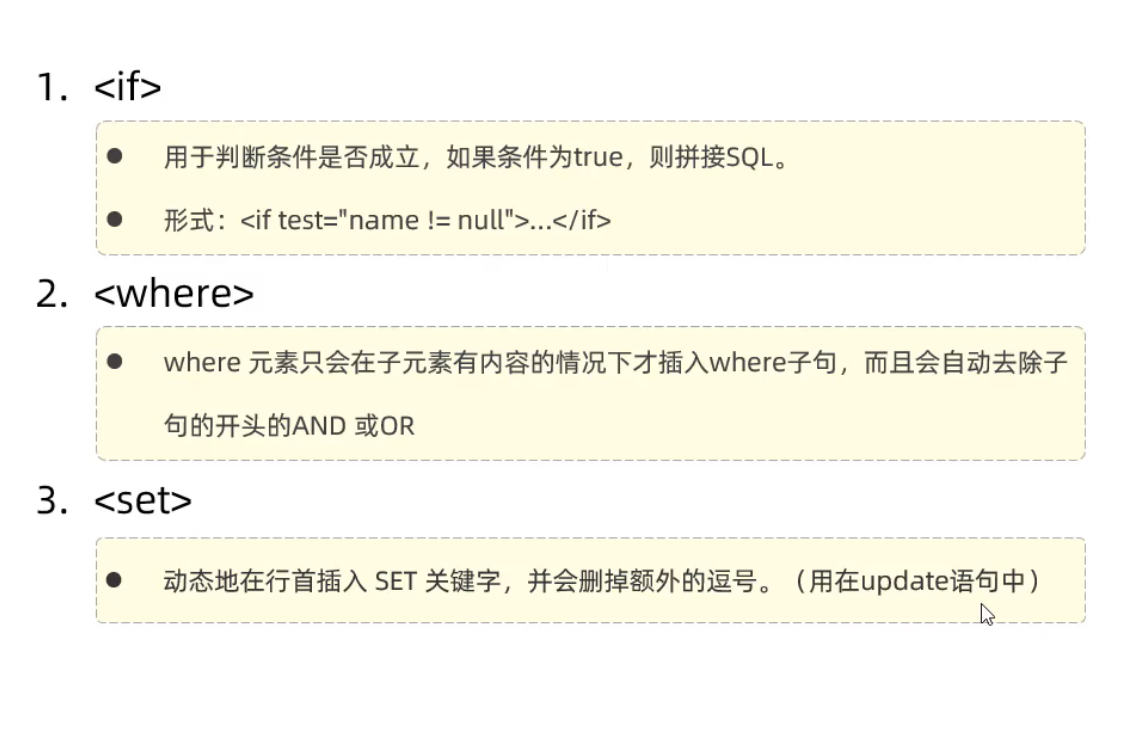 1. <if>
● 用于判断条件是否成立，如果条件为true，则拼接SQL。
● 形式：<if test="name != null">…</if>
2. <where>
● where 元素只会在子元素有内容的情况下才插入where子句，而且会自动去除子
句的开头的AND 或OR
3. <set>
● 动态地在行首插入 SET 关键字，并会删掉额外的逗号。（用在update语句中）